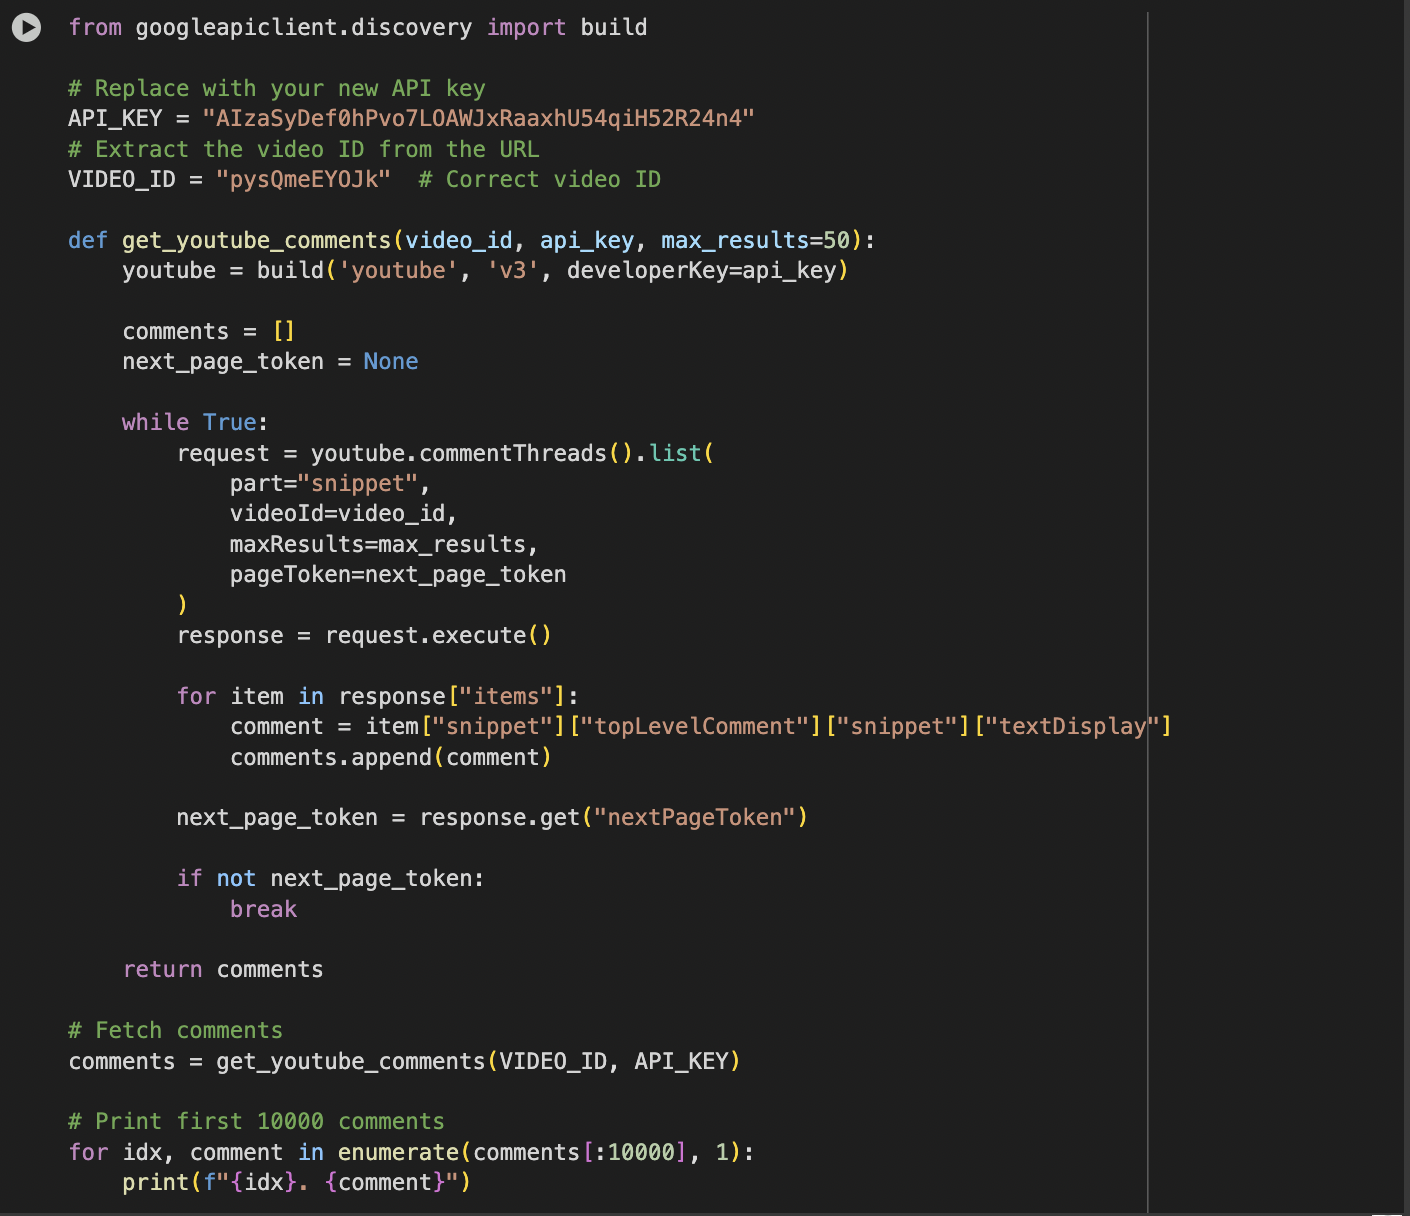 from googleapiclient.discovery import build
# Replace with your new API key
API_KEY = "AIzaSyDef0hPvo7LOAWJxRaaxhU54qiH52R24n4"
# Extract the video ID from the URL
VIDEO_ID = "pysQmeEYOJk"  # Correct video ID
def get_youtube_comments(video_id, api_key, max_results=50):
    youtube = build('youtube', 'v3', developerKey=api_key)
    comments = []
    next_page_token = None
    while True:
        request = youtube.commentThreads().list(
            part="snippet",
            videoId=video_id,
            maxResults=max_results,
            pageToken=next_page_token
        )
        response = request.execute()
        for item in response["items"]:
            comment = item["snippet"]["topLevelComment"]["snippet"]["textDisplay"]
            comments.append(comment)
        next_page_token = response.get("nextPageToken")
        if not next_page_token:
            break
    return comments
# Fetch comments
comments = get_youtube_comments(VIDEO_ID, API_KEY)
# Print first 10000 comments
for idx, comment in enumerate(comments[:10000], 1):
    print(f"{idx}. {comment}")